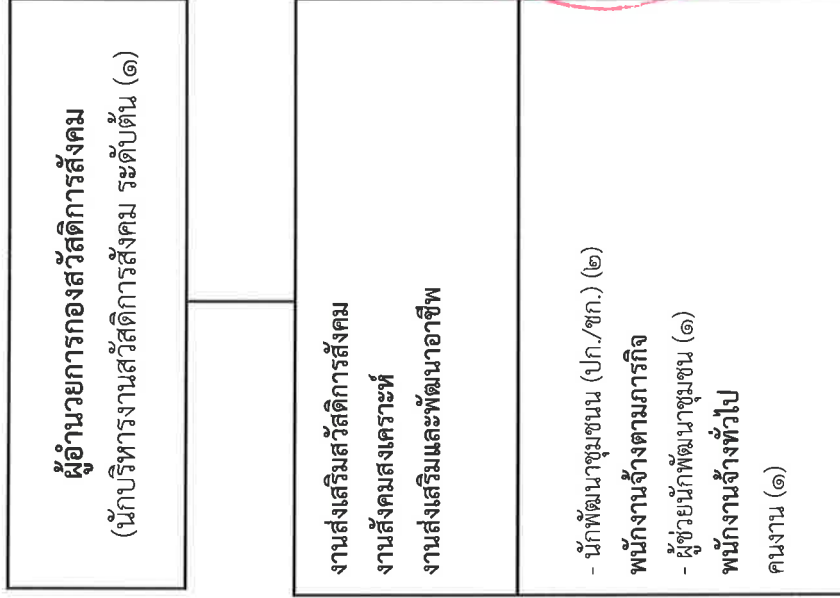 ผู้อำนวยการกองสวัสดิการสังคม
(นักบริหารงานสวัสดิการสังคม ระดับต้น (๑)
งานส่งเสริมสวัสดิการสังคม
งานสังคมสงเคราะห์
งานส่งเสริมและพัฒนาอาชีพ
- นักพัฒนาชุมชนน (ปก./ชก.) (๒)
พนักงานจ้างตามภารกิจ
- ผู้ช่วยนักพัฒนาชุมชน (๑)
พนักงานจ้างทั่วไป
คนงาน (๑)